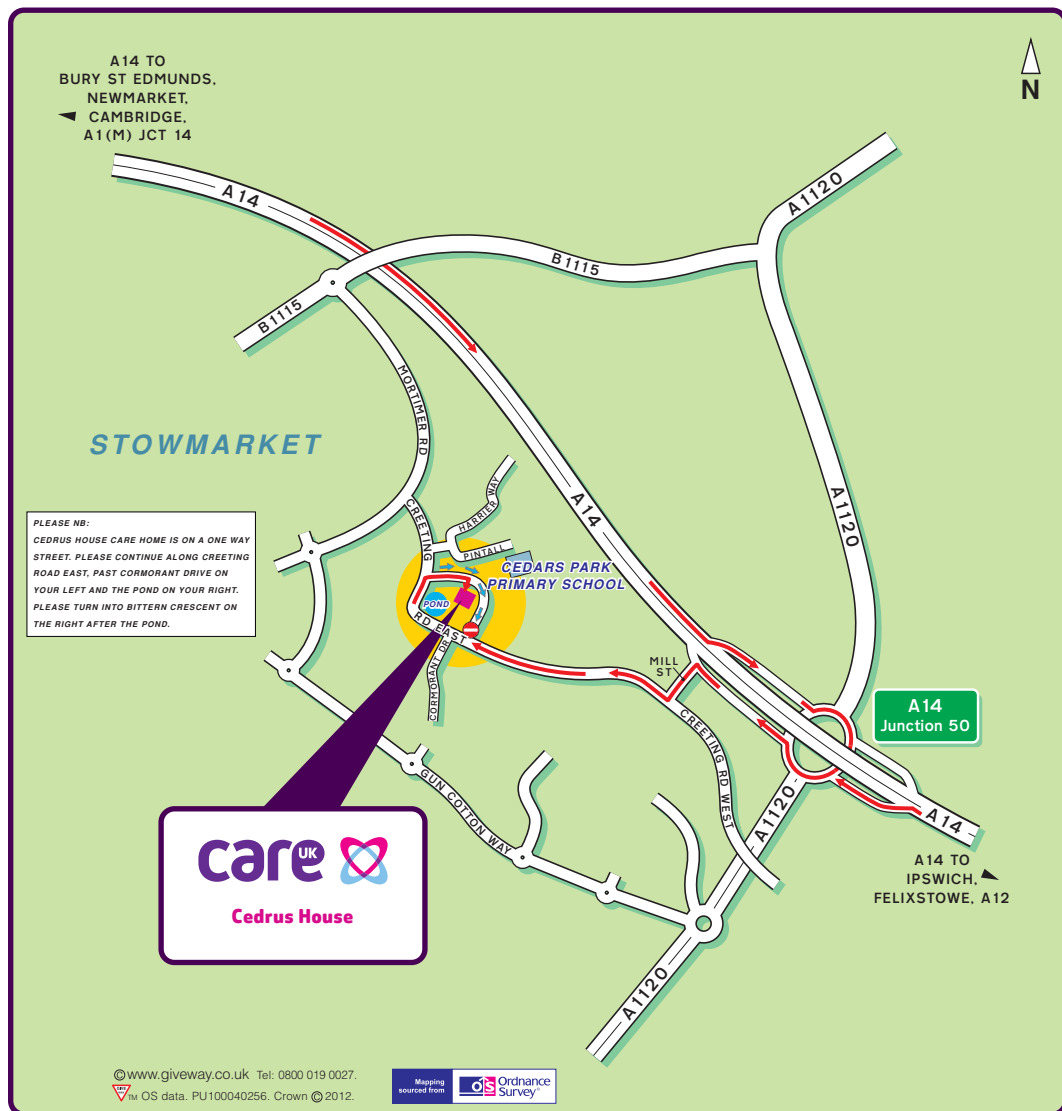 A14 TO
BURY ST EDMUNDS,
NEWMARKET,
CAMBRIDGE,
A1(M) JCT 14
N
A14
A1120
B1115
B1115
MORTIMER RD
STOWMARKET
A14
A1120
HARRIER WAY
CREETING
PINTALL
CEDARS PARK
PRIMARY SCHOOL
POND
RD EAST
CORMORANT DR
PLEASE NB:
CEDRUS HOUSE CARE HOME IS ON A ONE WAY
STREET. PLEASE CONTINUE ALONG CREETING
ROAD EAST, PAST CORMORANT DRIVE ON
YOUR LEFT AND THE POND ON YOUR RIGHT.
PLEASE TURN INTO BITTERN CRESCENT ON
THE RIGHT AFTER THE POND.
MILL
ST
CREETING RD WEST
A14
Junction 50
GUN COTTON WAY
A1120
A14
A14 TO
IPSWICH,
FELIXSTOWE, A12
care UK
Cedrus House
A1120
© www.giveway.co.uk Tel: 0800 019 0027.
TM OS data. PU100040256. Crown © 2012.
Mapping
sourced from
OS
Ordnance
Survey®